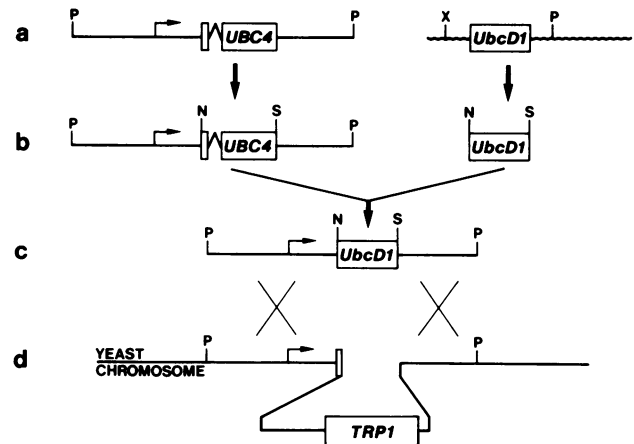 a P UBC4 P X UbcD1 P
N S N S
b P UBC4 P UbcD1
N S
c P UbcD1 P
d YEAST P P
CHROMOSOME
TRP1